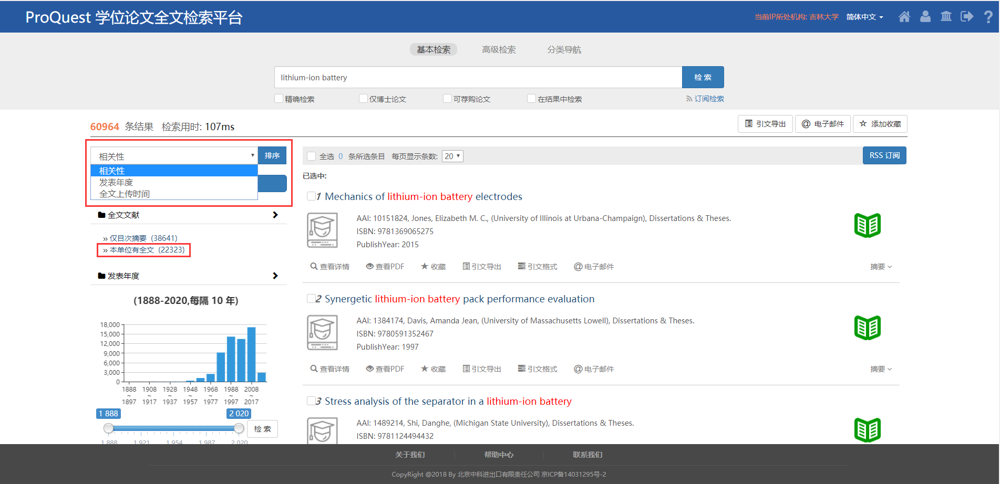 ProQuest 学位论文全文检索平台
当前IP所处机构: 吉林大学 简体中文
基本检索 高级检索 分类导航
lithium-ion battery 检 索
精确检索 仅博士论文 可荐购论文 在结果中检索 订阅检索
60964 条结果 检索用时: 107ms
引文导出 @ 电子邮件 添加收藏
相关性 排序
相关性
发表年度
全文上传时间
全文文献
» 仅目次摘要 (38641)
» 本单位有全文 (22323)
发表年度
(1888-2020,每隔 10 年)
18,000
15,000
12,000
9,000
6,000
3,000
0
1888 1908 1928 1948 1968 1988 2008
~ ~ ~ ~ ~ ~ ~
1897 1917 1937 1957 1977 1997 2017
1 888 2 020
检 索
1 888 1 921 1 954 1 987 2 020
全选 0 条所选条目 每页显示条数: 20 RSS 订阅
已选中:
1 Mechanics of lithium-ion battery electrodes
AAI: 10151824, Jones, Elizabeth M. C., (University of Illinois at Urbana-Champaign), Dissertations & Theses.
ISBN: 9781369065275
PublishYear: 2015
查看详情 查看PDF 收藏 引文导出 引文格式 @电子邮件 摘要
2 Synergetic lithium-ion battery pack performance evaluation
AAI: 1384174, Davis, Amanda Jean, (University of Massachusetts Lowell), Dissertations & Theses.
ISBN: 9780591352467
PublishYear: 1997
查看详情 查看PDF 收藏 引文导出 引文格式 @电子邮件 摘要
3 Stress analysis of the separator in a lithium-ion battery
AAI: 1489214, Shi, Danghe, (Michigan State University), Dissertations & Theses.
ISBN: 9781124494432
关于我们 帮助中心 联系我们
CopyRight @2018 By 北京中科进出口有限责任公司 京ICP备14031295号-2